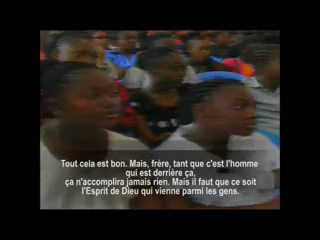 Tout cela est bon. Mais, frère, tant que c'est l'homme
qui est derrière ça,
ça n'accomplira jamais rien. Mais il faut que ce soit
l'Esprit de Dieu qui vienne parmi les gens.